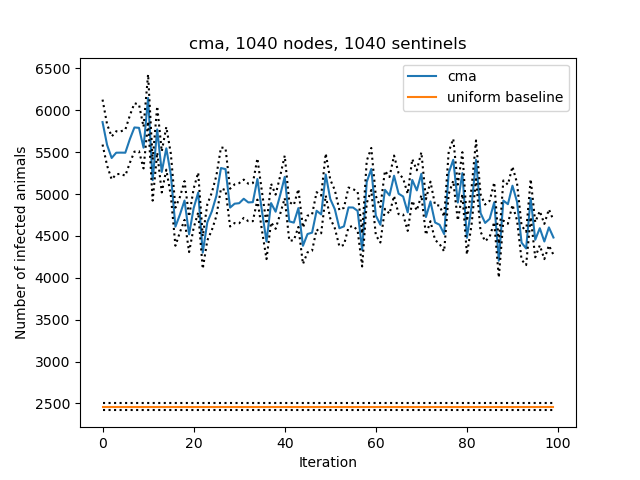 cma, 1040 nodes, 1040 sentinels
cma
uniform baseline
Number of infected animals
6500
6000
5500
5000
4500
4000
3500
3000
2500
0 20 40 60 80 100
Iteration